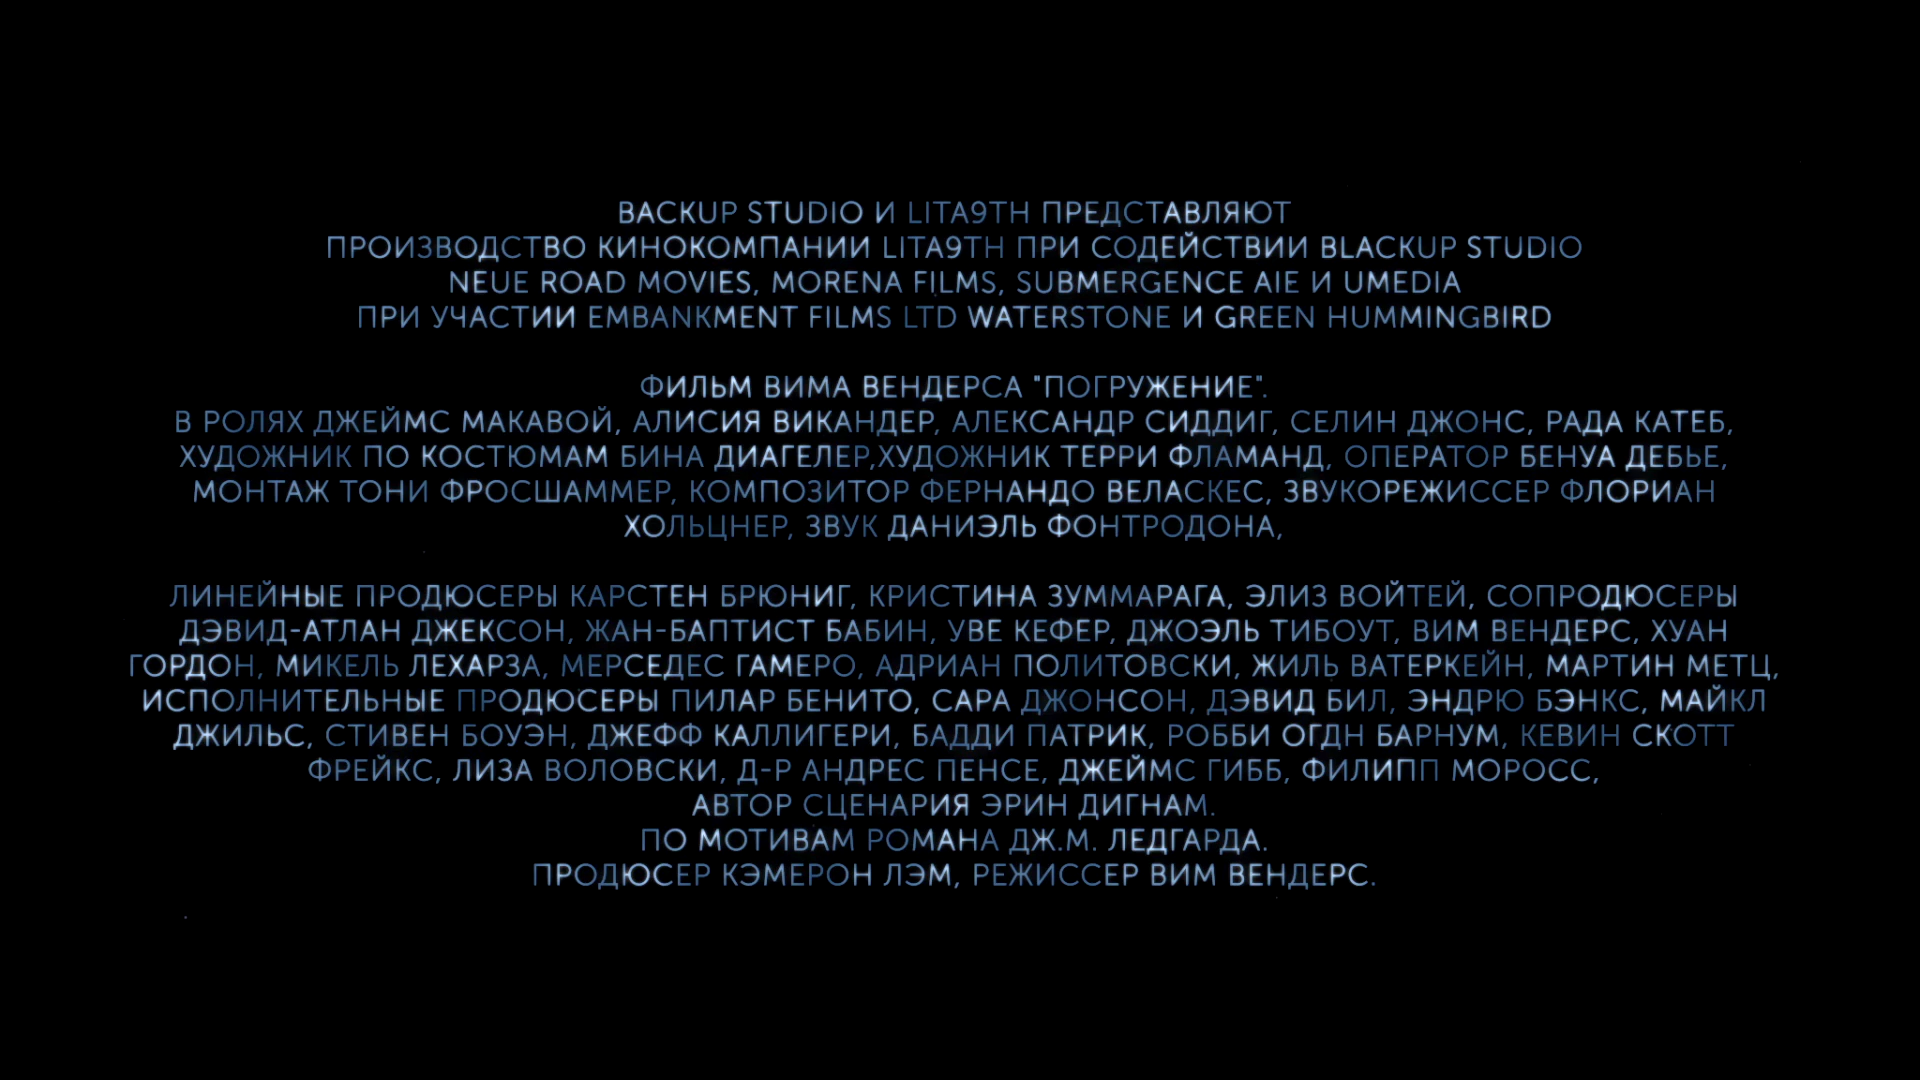 BACKUP STUDIO И LITA9TH ПРЕДСТАВЛЯЮТ
ПРОИЗВОДСТВО КИНОКОМПАНИИ LITA9TH ПРИ СОДЕЙСТВИИ BLACKUP STUDIO
NEUE ROAD MOVIES, MORENA FILMS, SUBMERGENCE AIE И UMEDIA
ПРИ УЧАСТИИ EMBANKMENT FILMS LTD WATERSTONE И GREEN HUMMINGBIRD
ФИЛЬМ ВИМА ВЕНДЕРСА "ПОГРУЖЕНИЕ".
В РОЛЯХ ДЖЕЙМС МАКАВОЙ, АЛИСИЯ ВИКАНДЕР, АЛЕКСАНДР СИДДИГ, СЕЛИН ДЖОНС, РАДА КАТЕБ,
ХУДОЖНИК ПО КОСТЮМАМ БИНА ДИАГЕЛЕР,ХУДОЖНИК ТЕРРИ ФЛАМАНД, ОПЕРАТОР БЕНУА ДЕБЬЕ,
МОНТАЖ ТОНИ ФРОСШАММЕР, КОМПОЗИТОР ФЕРНАНДО ВЕЛАСКЕС, ЗВУКОРЕЖИССЕР ФЛОРИАН
ХОЛЬЦНЕР, ЗВУК ДАНИЭЛЬ ФОНТРОДОНА,
ЛИНЕЙНЫЕ ПРОДЮСЕРЫ КАРСТЕН БРЮНИГ, КРИСТИНА ЗУММАРАГА, ЭЛИЗ ВОЙТЕЙ, СОПРОДЮСЕРЫ
ДЭВИД-АТЛАН ДЖЕКСОН, ЖАН-БАПТИСТ БАБИН, УВЕ КЕФЕР, ДЖОЭЛЬ ТИБОУТ, ВИМ ВЕНДЕРС, ХУАН
ГОРДОН, МИКЕЛЬ ЛЕХАРЗА, МЕРСЕДЕС ГАМЕРО, АДРИАН ПОЛИТОВСКИ, ЖИЛЬ ВАТЕРКЕЙН, МАРТИН МЕТЦ,
ИСПОЛНИТЕЛЬНЫЕ ПРОДЮСЕРЫ ПИЛАР БЕНИТО, САРА ДЖОНСОН, ДЭВИД БИЛ, ЭНДРЮ БЭНКС, МАЙКЛ
ДЖИЛЬС, СТИВЕН БОУЭН, ДЖЕФФ КАЛЛИГЕРИ, БАДДИ ПАТРИК, РОББИ ОГДН БАРНУМ, КЕВИН СКОТТ
ФРЕЙКС, ЛИЗА ВОЛОВСКИ, Д-Р АНДРЕС ПЕНСЕ, ДЖЕЙМС ГИББ, ФИЛИПП МОРОСС,
АВТОР СЦЕНАРИЯ ЭРИН ДИГНАМ.
ПО МОТИВАМ РОМАНА ДЖ.М. ЛЕДГАРДА.
ПРОДЮСЕР КЭМЕРОН ЛЭМ, РЕЖИССЕР ВИМ ВЕНДЕРС.